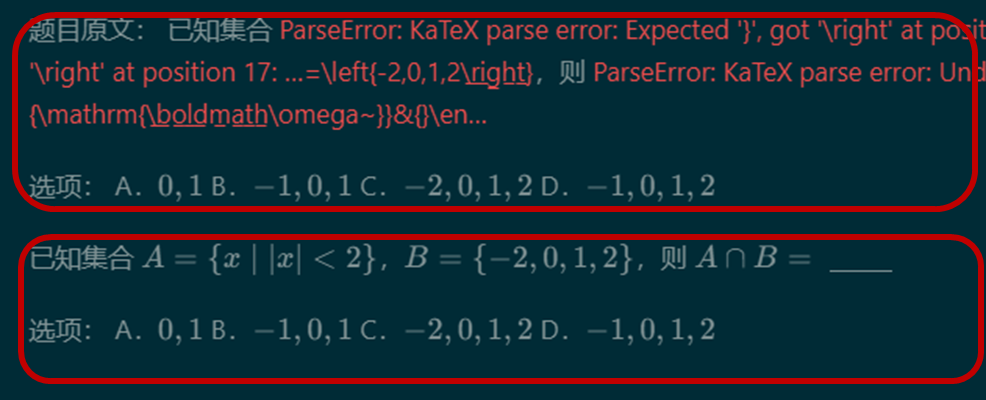 题目原文： 已知集合 ParseError: KaTeX parse error: Expected '}', got '\right' at posit
'\right' at position 17: …=\left{-2,0,1,2\right}，则 ParseError: KaTeX parse error: Und
{\mathrm{\boldmath\omega~}}&{}\en…
选项： A. 0, 1 B. −1, 0, 1 C. −2, 0, 1, 2 D. −1, 0, 1, 2
已知集合 A = {x | |x| < 2}，B = {−2, 0, 1, 2}，则 A ∩ B = ____
选项： A. 0, 1 B. −1, 0, 1 C. −2, 0, 1, 2 D. −1, 0, 1, 2